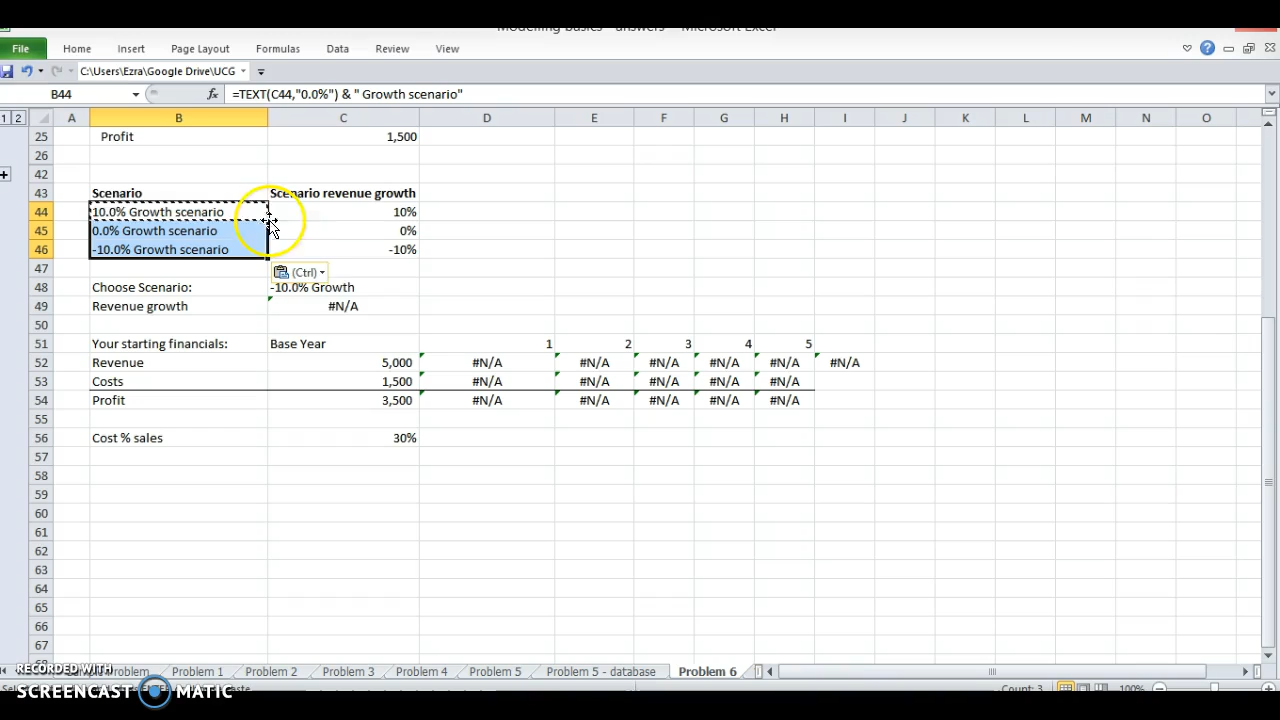 Modelling basics - answers - Microsoft Excel
File Home Insert Page Layout Formulas Data Review View
C:\Users\Ezra\Google Drive\UCG
B44 fx =TEXT(C44,"0.0%") & " Growth scenario"
1 2 A B C D E F G H I J K L M N O
25 Profit 1,500
26
42
43 Scenario Scenario revenue growth
44 10.0% Growth scenario 10%
45 0.0% Growth scenario 0%
46 -10.0% Growth scenario -10%
47 (Ctrl)
48 Choose Scenario: -10.0% Growth
49 Revenue growth #N/A
50
51 Your starting financials: Base Year 1 2 3 4 5
52 Revenue 5,000 #N/A #N/A #N/A #N/A #N/A #N/A
53 Costs 1,500 #N/A #N/A #N/A #N/A #N/A
54 Profit 3,500 #N/A #N/A #N/A #N/A #N/A
55
56 Cost % sales 30%
57
58
59
60
61
62
63
64
65
66
67
RECORDED WITH Problem Problem 1 Problem 2 Problem 3 Problem 4 Problem 5 Problem 5 - database Problem 6
SCREENCAST MATIC Count: 3 100%